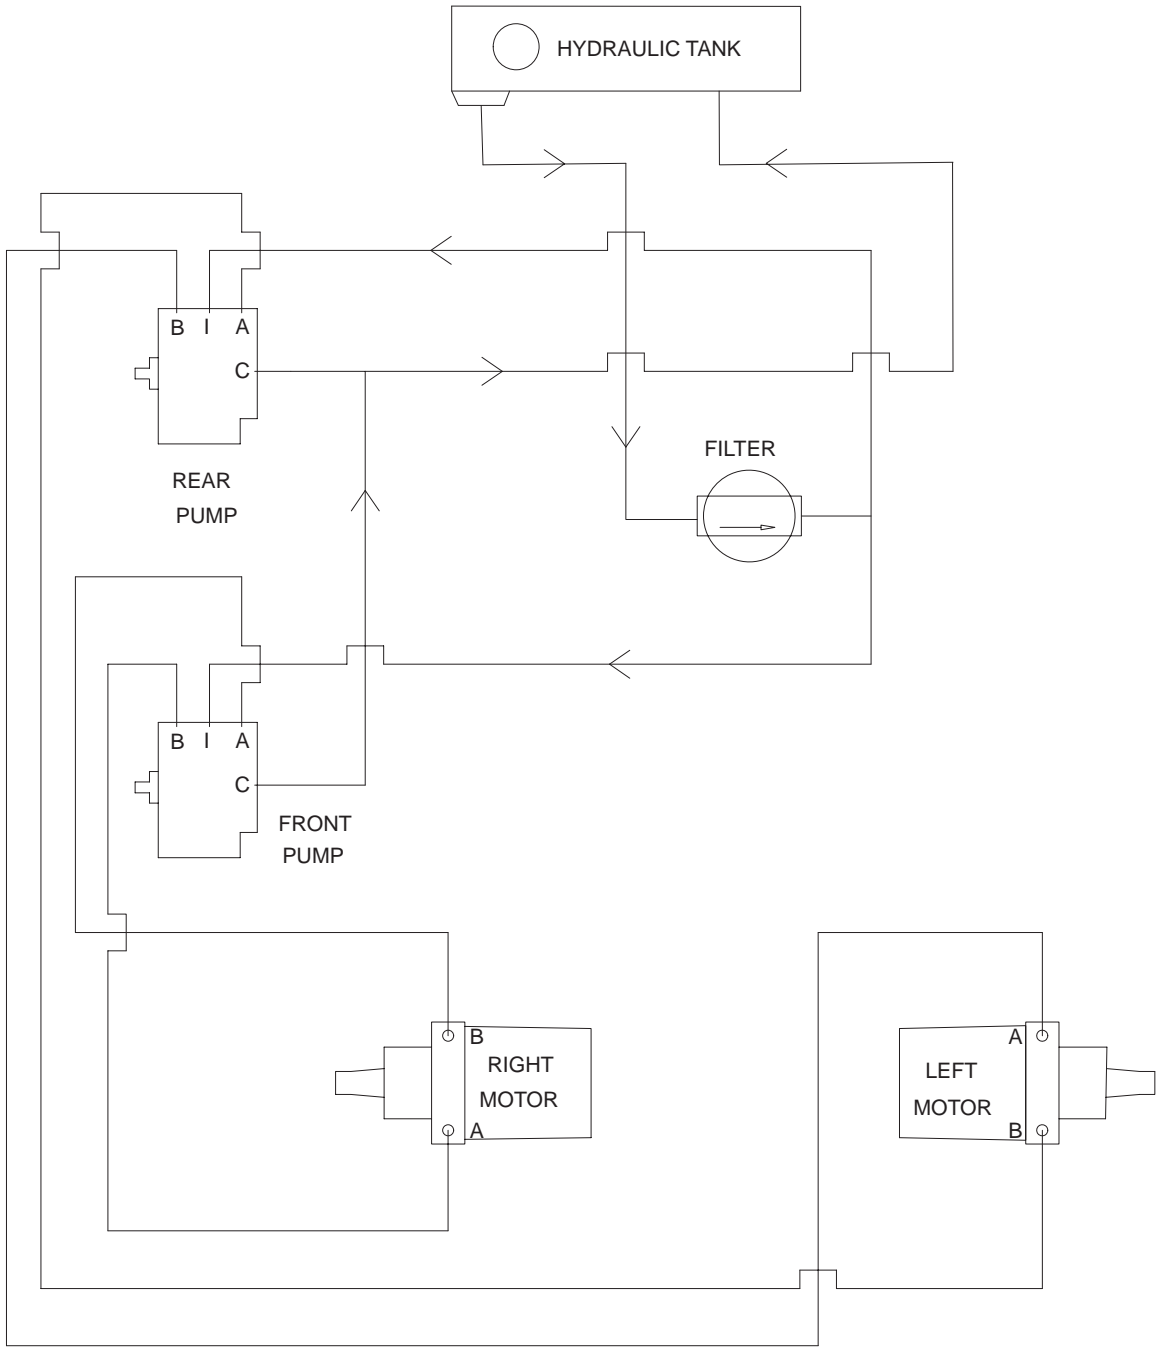 HYDRAULIC TANK
B I A
C
REAR
PUMP
FILTER
B I A
C
FRONT
PUMP
B
RIGHT
MOTOR
A
A
LEFT
MOTOR
B